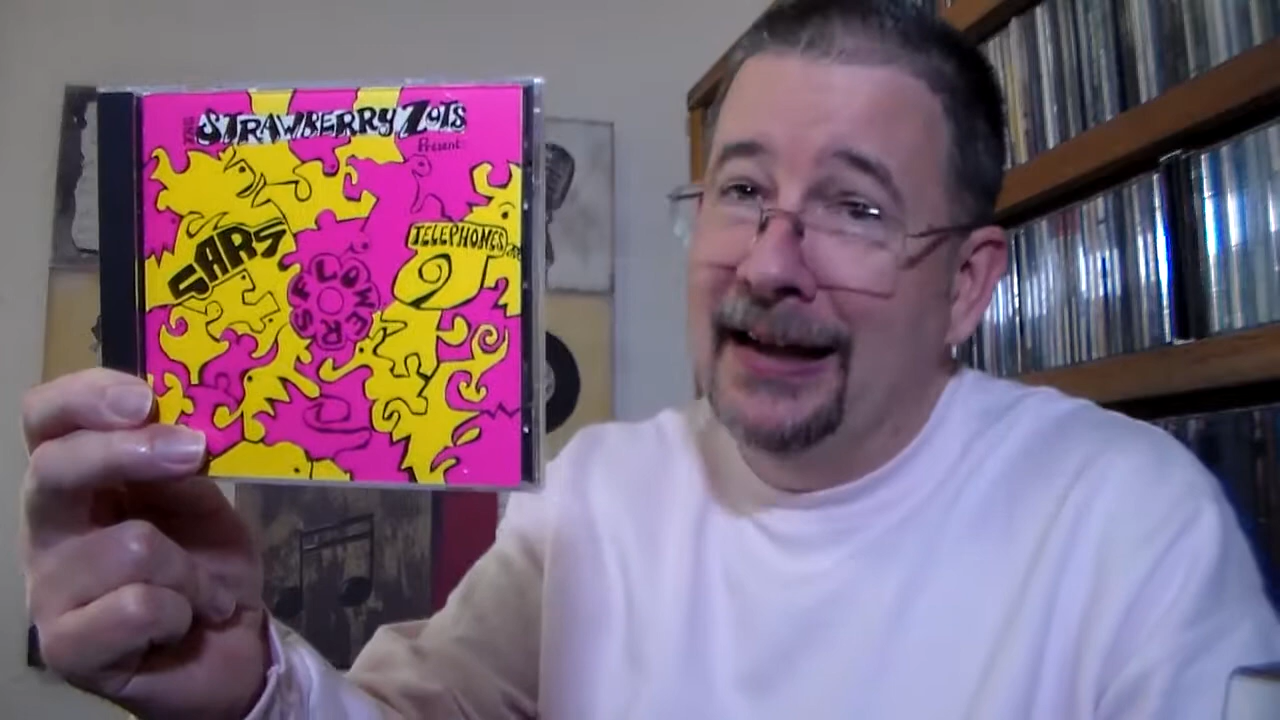 THE STRAWBERRY ZOTS
Present:
CARS
FLOWERS
TELEPHONES